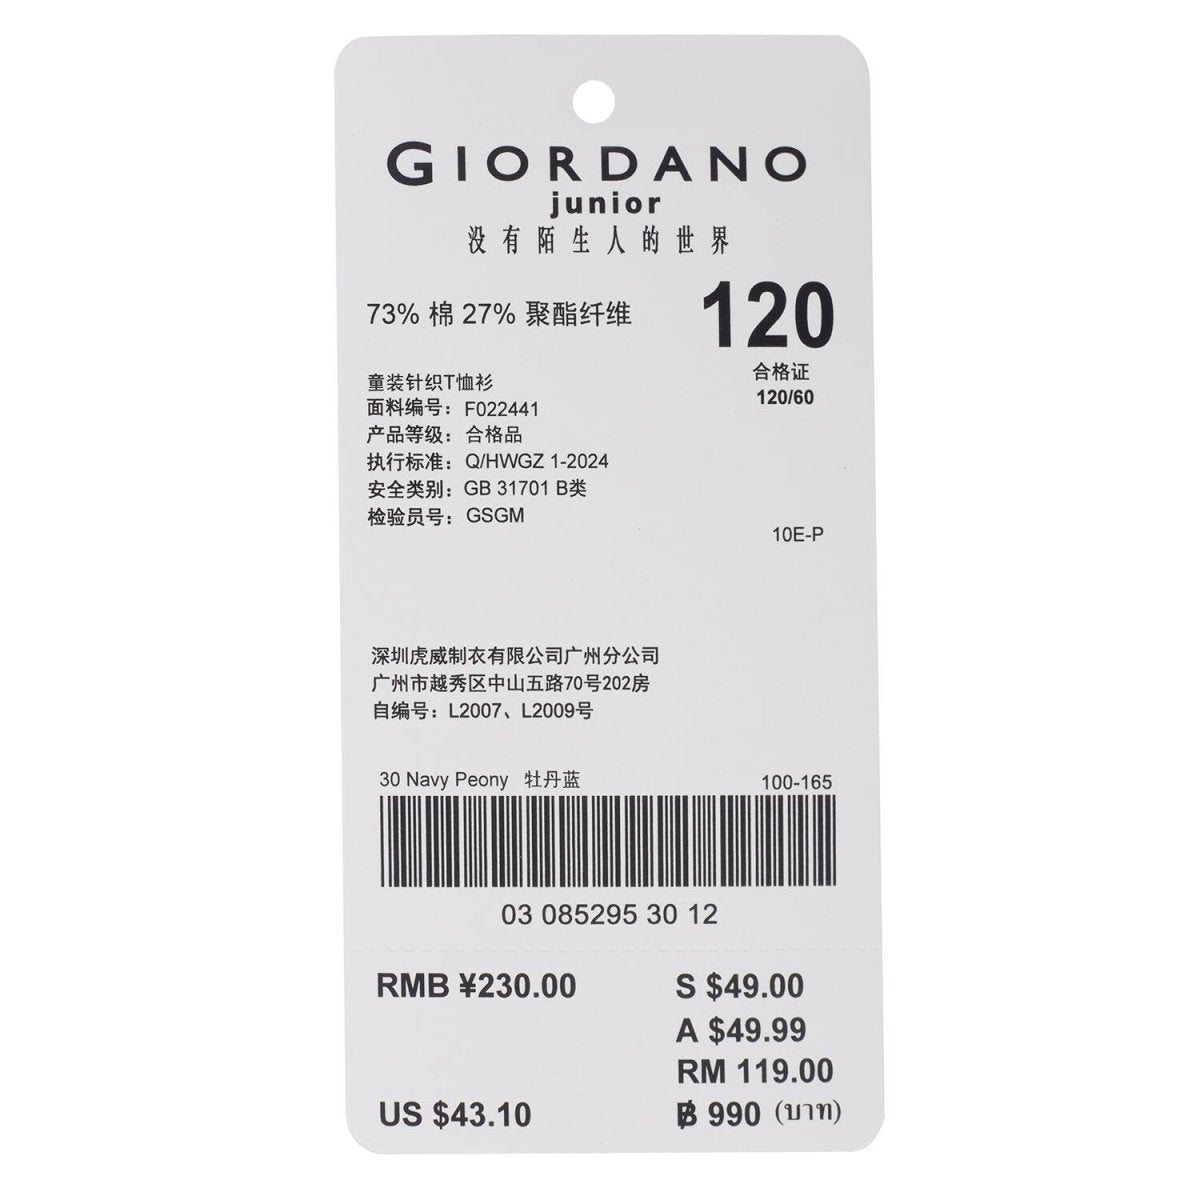 GIORDANO
junior
没有陌生人的世界
73% 棉 27% 聚酯纤维
120
合格证
120/60
童装针织T恤衫
面料编号: F022441
产品等级: 合格品
执行标准: Q/HWGZ 1-2024
安全类别: GB 31701 B类
检验员号: GSGM
10E-P
深圳虎威制衣有限公司广州分公司
广州市越秀区中山五路70号202房
自编号: L2007、L2009号
30 Navy Peony 牡丹蓝
100-165
03 085295 30 12
RMB ¥230.00
S $49.00
A $49.99
RM 119.00
US $43.10
฿ 990 (บาท)